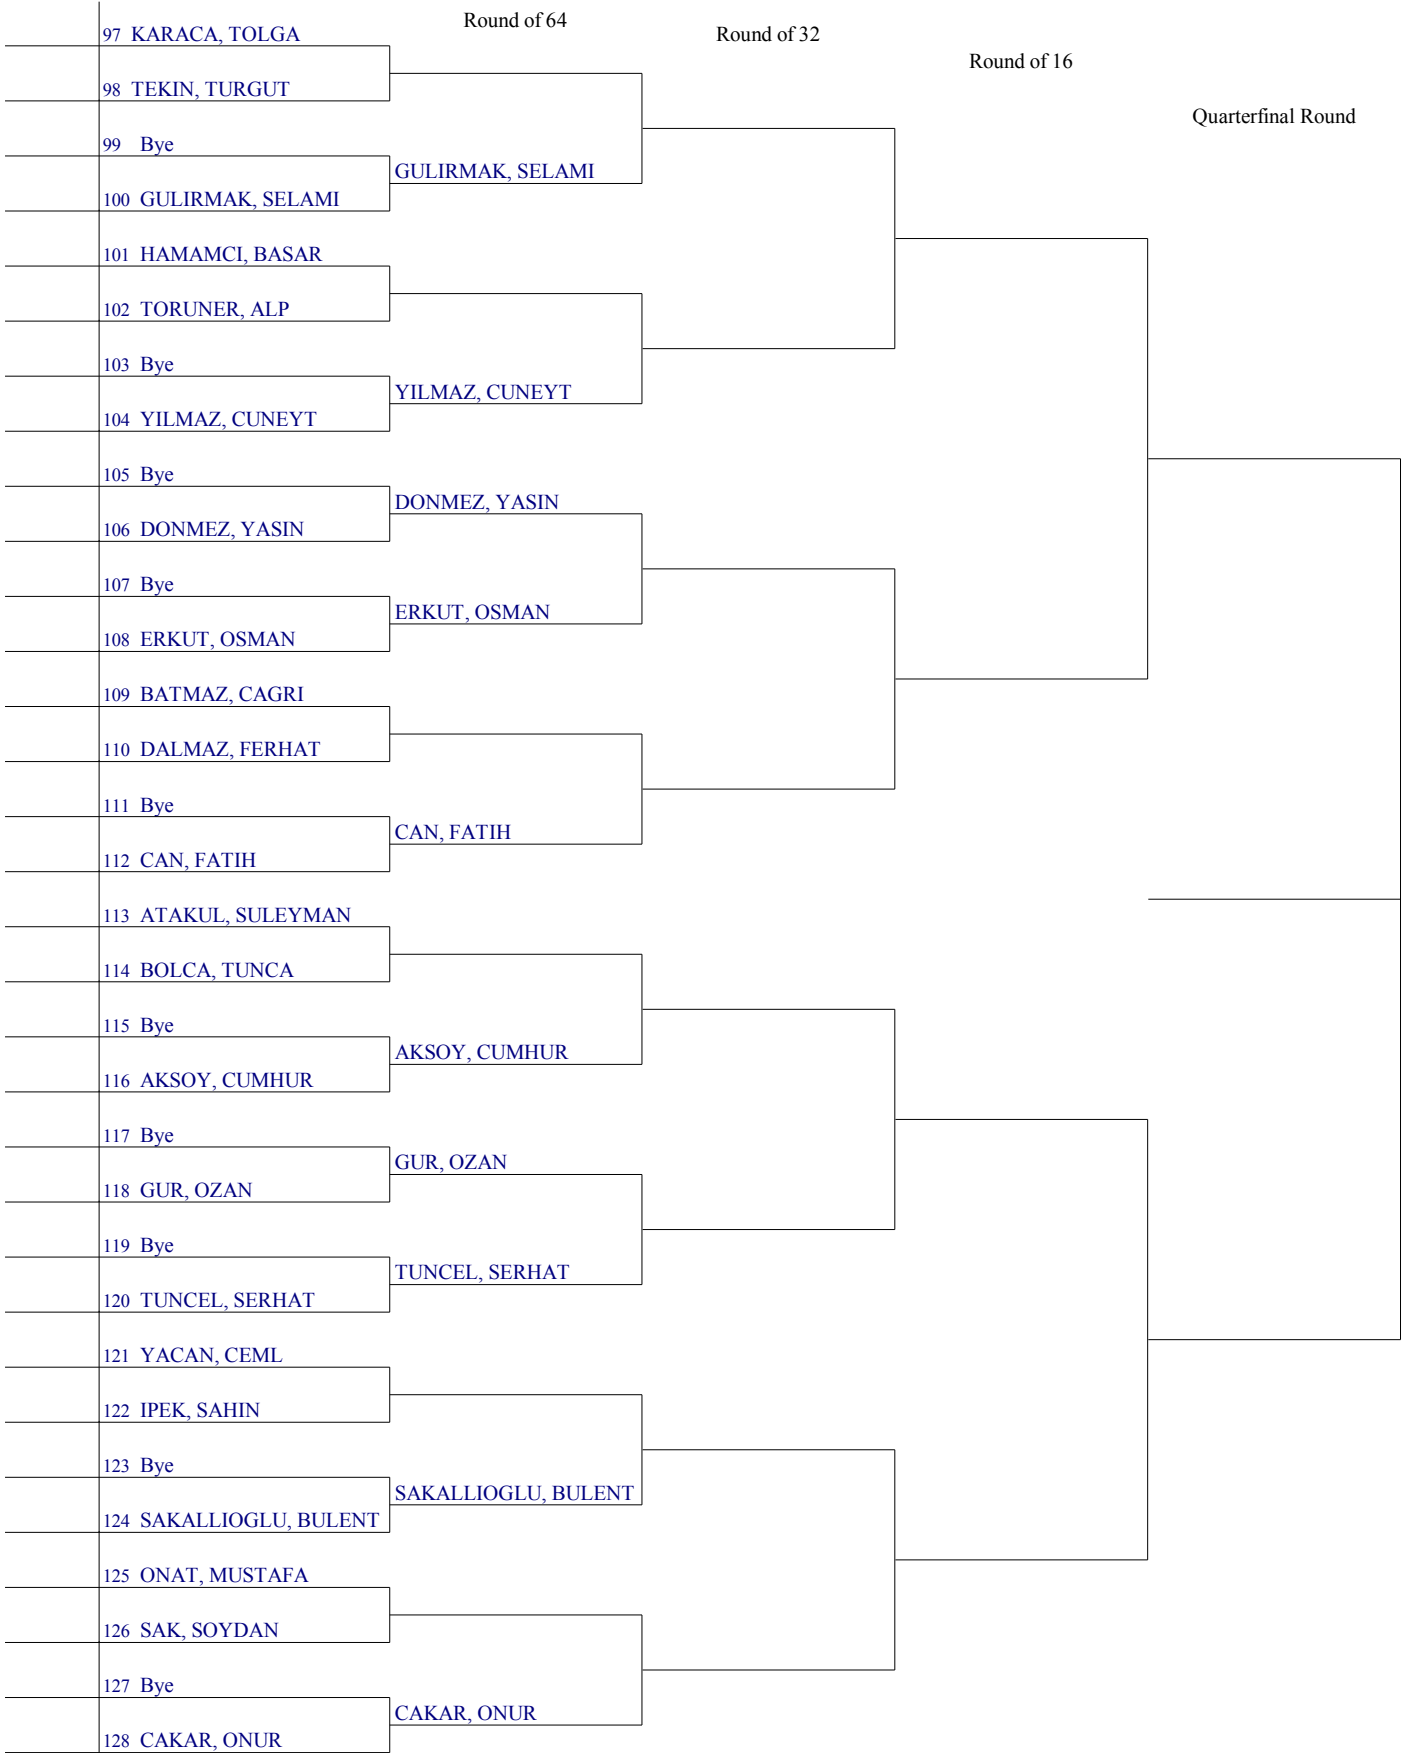 Round of 64
Round of 32
Round of 16
Quarterfinal Round
97 KARACA, TOLGA
98 TEKIN, TURGUT
99 Bye
GULIRMAK, SELAMI
100 GULIRMAK, SELAMI
101 HAMAMCI, BASAR
102 TORUNER, ALP
103 Bye
YILMAZ, CUNEYT
104 YILMAZ, CUNEYT
105 Bye
DONMEZ, YASIN
106 DONMEZ, YASIN
107 Bye
ERKUT, OSMAN
108 ERKUT, OSMAN
109 BATMAZ, CAGRI
110 DALMAZ, FERHAT
111 Bye
CAN, FATIH
112 CAN, FATIH
113 ATAKUL, SULEYMAN
114 BOLCA, TUNCA
115 Bye
AKSOY, CUMHUR
116 AKSOY, CUMHUR
117 Bye
GUR, OZAN
118 GUR, OZAN
119 Bye
TUNCEL, SERHAT
120 TUNCEL, SERHAT
121 YACAN, CEML
122 IPEK, SAHIN
123 Bye
SAKALLIOGLU, BULENT
124 SAKALLIOGLU, BULENT
125 ONAT, MUSTAFA
126 SAK, SOYDAN
127 Bye
CAKAR, ONUR
128 CAKAR, ONUR